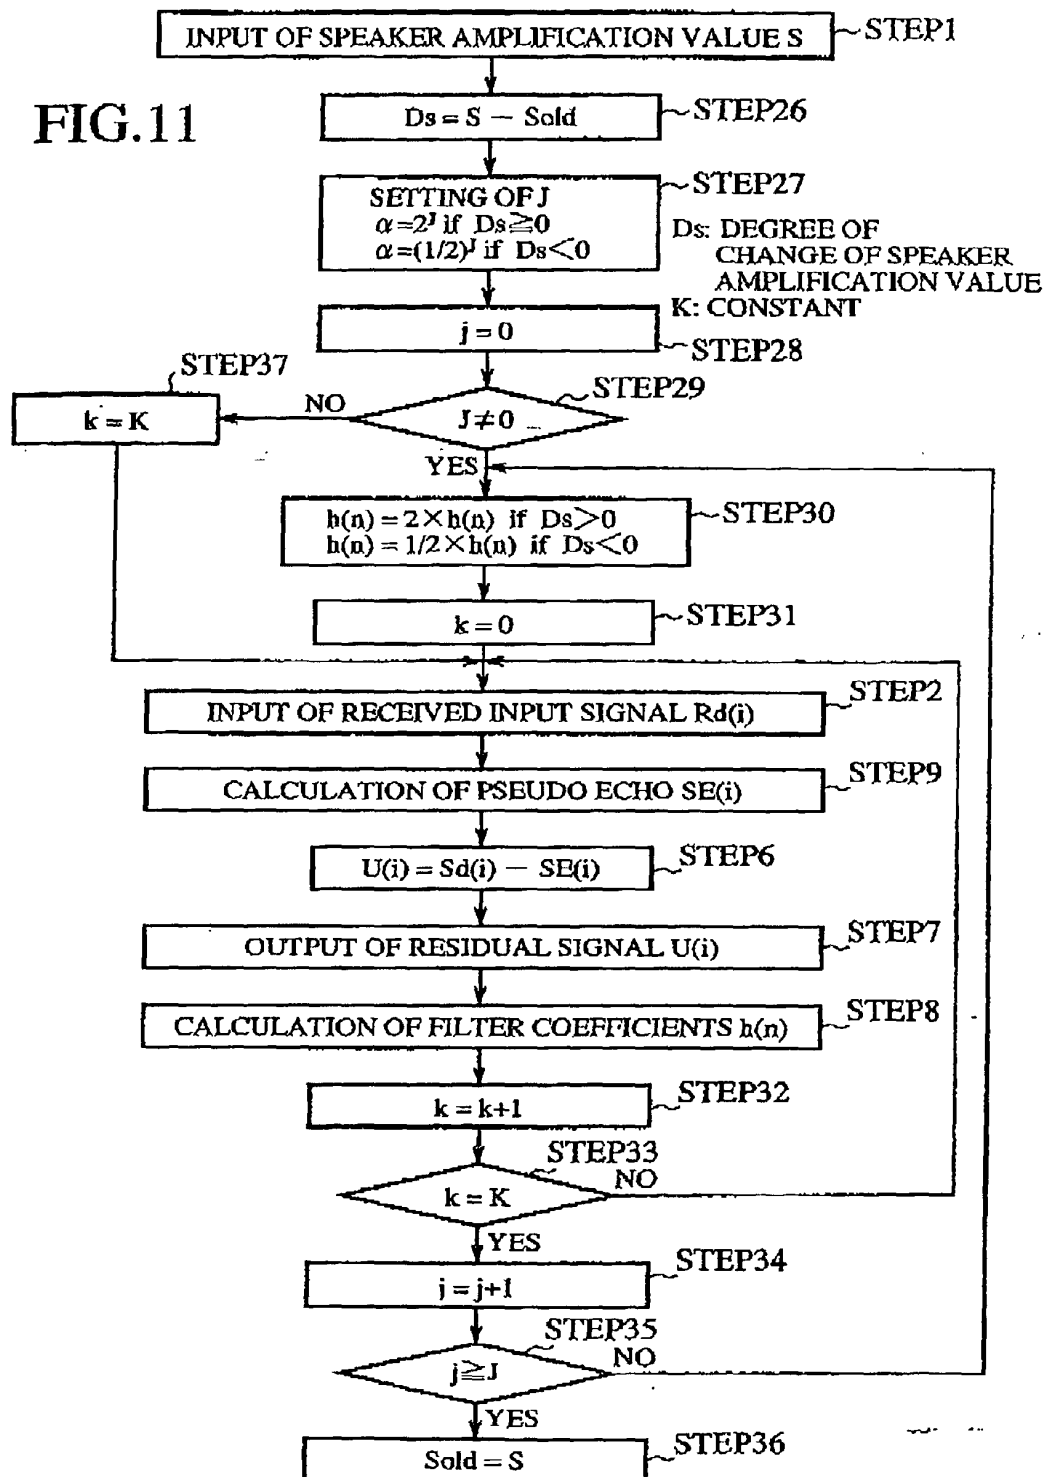 INPUT OF SPEAKER AMPLIFICATION VALUE S
STEP1
FIG.11
Ds = S − Sold
STEP26
SETTING OF J
α=2^J if Ds≧0
α=(1/2)^J if Ds<0
STEP27
Ds: DEGREE OF
CHANGE OF SPEAKER
AMPLIFICATION VALUE
K: CONSTANT
j = 0
STEP28
STEP37
k = K
NO
J≠0
STEP29
YES
h(n) = 2×h(n) if Ds>0
h(n) = 1/2×h(n) if Ds<0
STEP30
k = 0
STEP31
INPUT OF RECEIVED INPUT SIGNAL Rd(i)
STEP2
CALCULATION OF PSEUDO ECHO SE(i)
STEP9
U(i) = Sd(i) − SE(i)
STEP6
OUTPUT OF RESIDUAL SIGNAL U(i)
STEP7
CALCULATION OF FILTER COEFFICIENTS h(n)
STEP8
k = k+1
STEP32
STEP33
k = K
NO
YES
j = j+1
STEP34
STEP35
j≧J
NO
YES
Sold = S
STEP36